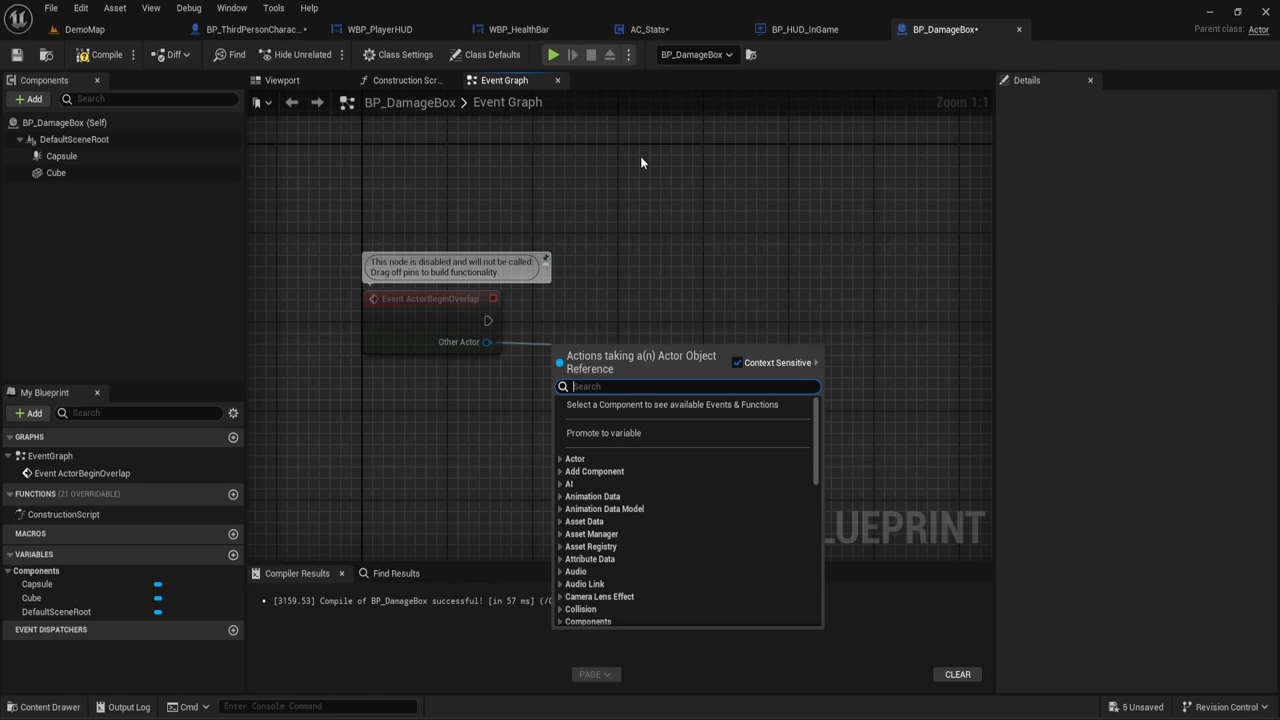 File Edit Asset View Debug Window Tools Help
DemoMap BP_ThirdPersonCharac...• WBP_PlayerHUD WBP_HealthBar AC_Stats• BP_HUD_InGame BP_DamageBox• Parent class: Actor
Compile Diff Find Hide Unrelated Class Settings Class Defaults BP_DamageBox
Components Viewport Construction Scr... Event Graph Details
Add Search BP_DamageBox > Event Graph Zoom 1:1
BP_DamageBox (Self)
DefaultSceneRoot
Capsule
Cube
This node is disabled and will not be called.
Drag off pins to build functionality.
Event ActorBeginOverlap
Other Actor
Actions taking a(n) Actor Object
Reference
Context Sensitive
Search
Select a Component to see available Events & Functions
Promote to variable
Actor
Add Component
AI
Animation Data
Animation Data Model
Asset Data
Asset Manager
Asset Registry
Attribute Data
Audio
Audio Link
Camera Lens Effect
Collision
Components
LUEPRINT
My Blueprint
Add Search
GRAPHS
EventGraph
Event ActorBeginOverlap
FUNCTIONS (21 OVERRIDABLE)
ConstructionScript
MACROS
VARIABLES
Components
Capsule
Cube
DefaultSceneRoot
EVENT DISPATCHERS
Compiler Results Find Results
[3159.53] Compile of BP_DamageBox successful! [in 57 ms]
PAGE CLEAR
Content Drawer Output Log Cmd Enter Console Command 5 Unsaved Revision Control